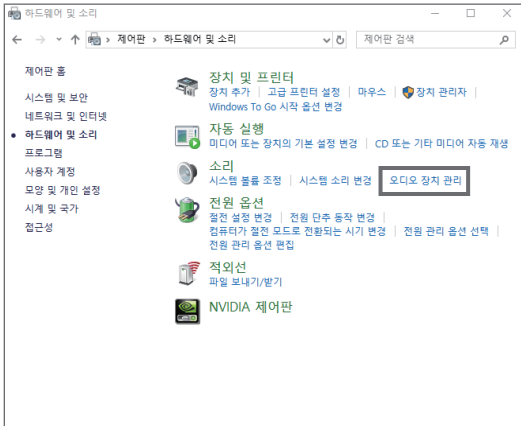 하드웨어 및 소리
제어판 › 하드웨어 및 소리
제어판 검색
제어판 홈
시스템 및 보안
네트워크 및 인터넷
하드웨어 및 소리
프로그램
사용자 계정
모양 및 개인 설정
시계 및 국가
접근성
장치 및 프린터
장치 추가 | 고급 프린터 설정 | 마우스 | 장치 관리자 |
Windows To Go 시작 옵션 변경
자동 실행
미디어 또는 장치의 기본 설정 변경 | CD 또는 기타 미디어 자동 재생
소리
시스템 볼륨 조정 | 시스템 소리 변경 | 오디오 장치 관리
전원 옵션
절전 설정 변경 | 전원 단추 동작 변경 |
컴퓨터가 절전 모드로 전환되는 시기 변경 | 전원 관리 옵션 선택 |
전원 관리 옵션 편집
적외선
파일 보내기/받기
NVIDIA 제어판